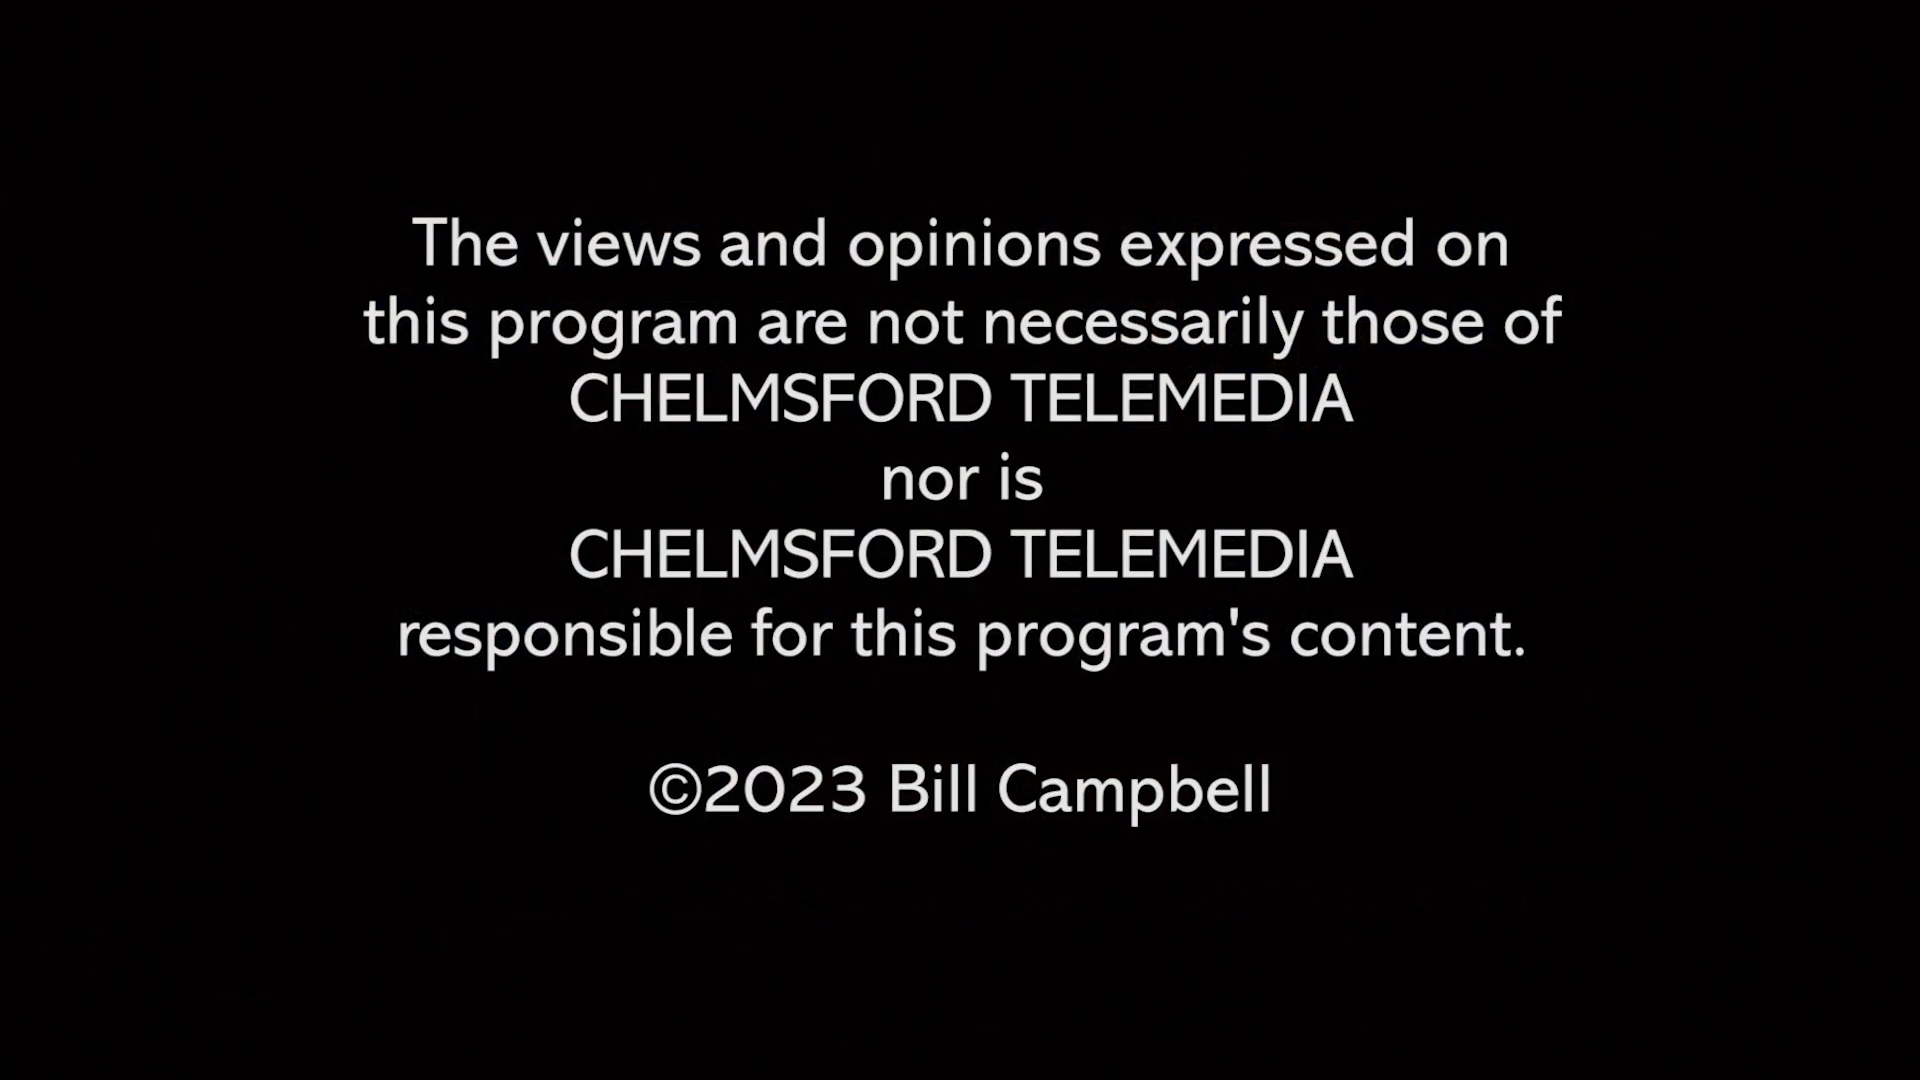 The views and opinions expressed on
this program are not necessarily those of
CHELMSFORD TELEMEDIA
nor is
CHELMSFORD TELEMEDIA
responsible for this program's content.
©2023 Bill Campbell